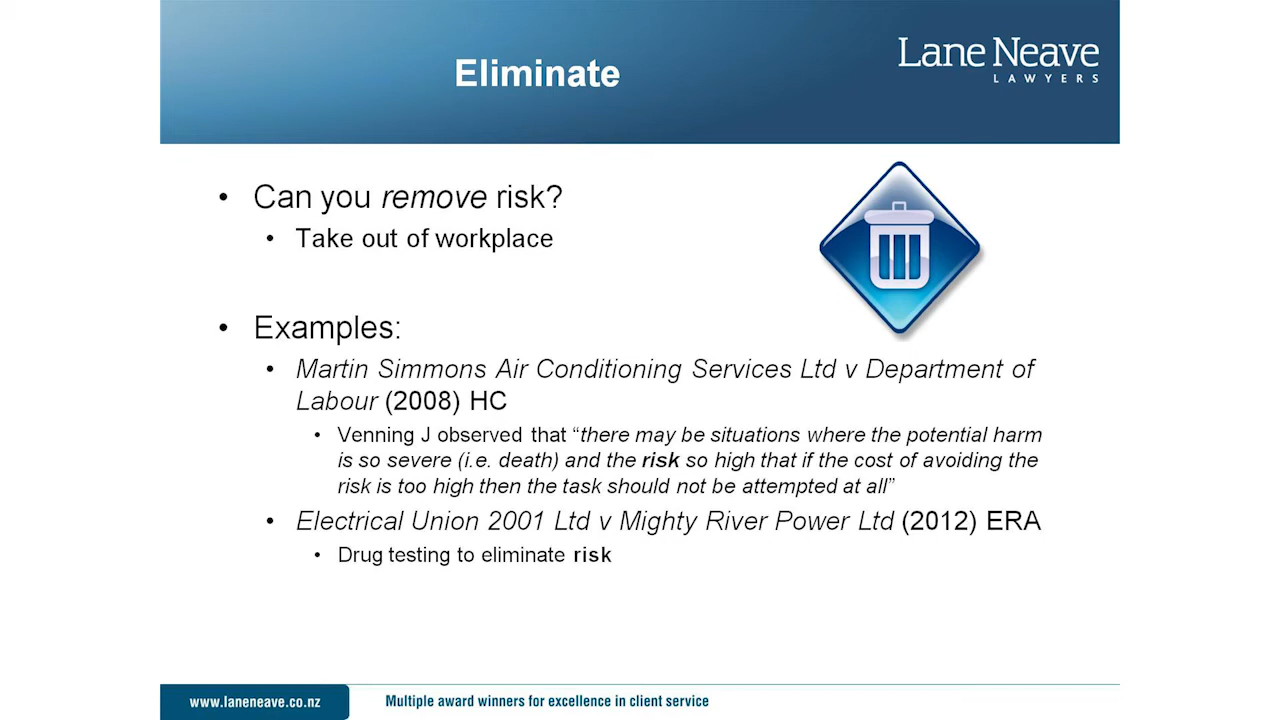 Eliminate
Lane Neave
LAWYERS
• Can you remove risk?
• Take out of workplace
• Examples:
• Martin Simmons Air Conditioning Services Ltd v Department of
Labour (2008) HC
• Venning J observed that “there may be situations where the potential harm
is so severe (i.e. death) and the risk so high that if the cost of avoiding the
risk is too high then the task should not be attempted at all”
• Electrical Union 2001 Ltd v Mighty River Power Ltd (2012) ERA
• Drug testing to eliminate risk
www.laneneave.co.nz
Multiple award winners for excellence in client service